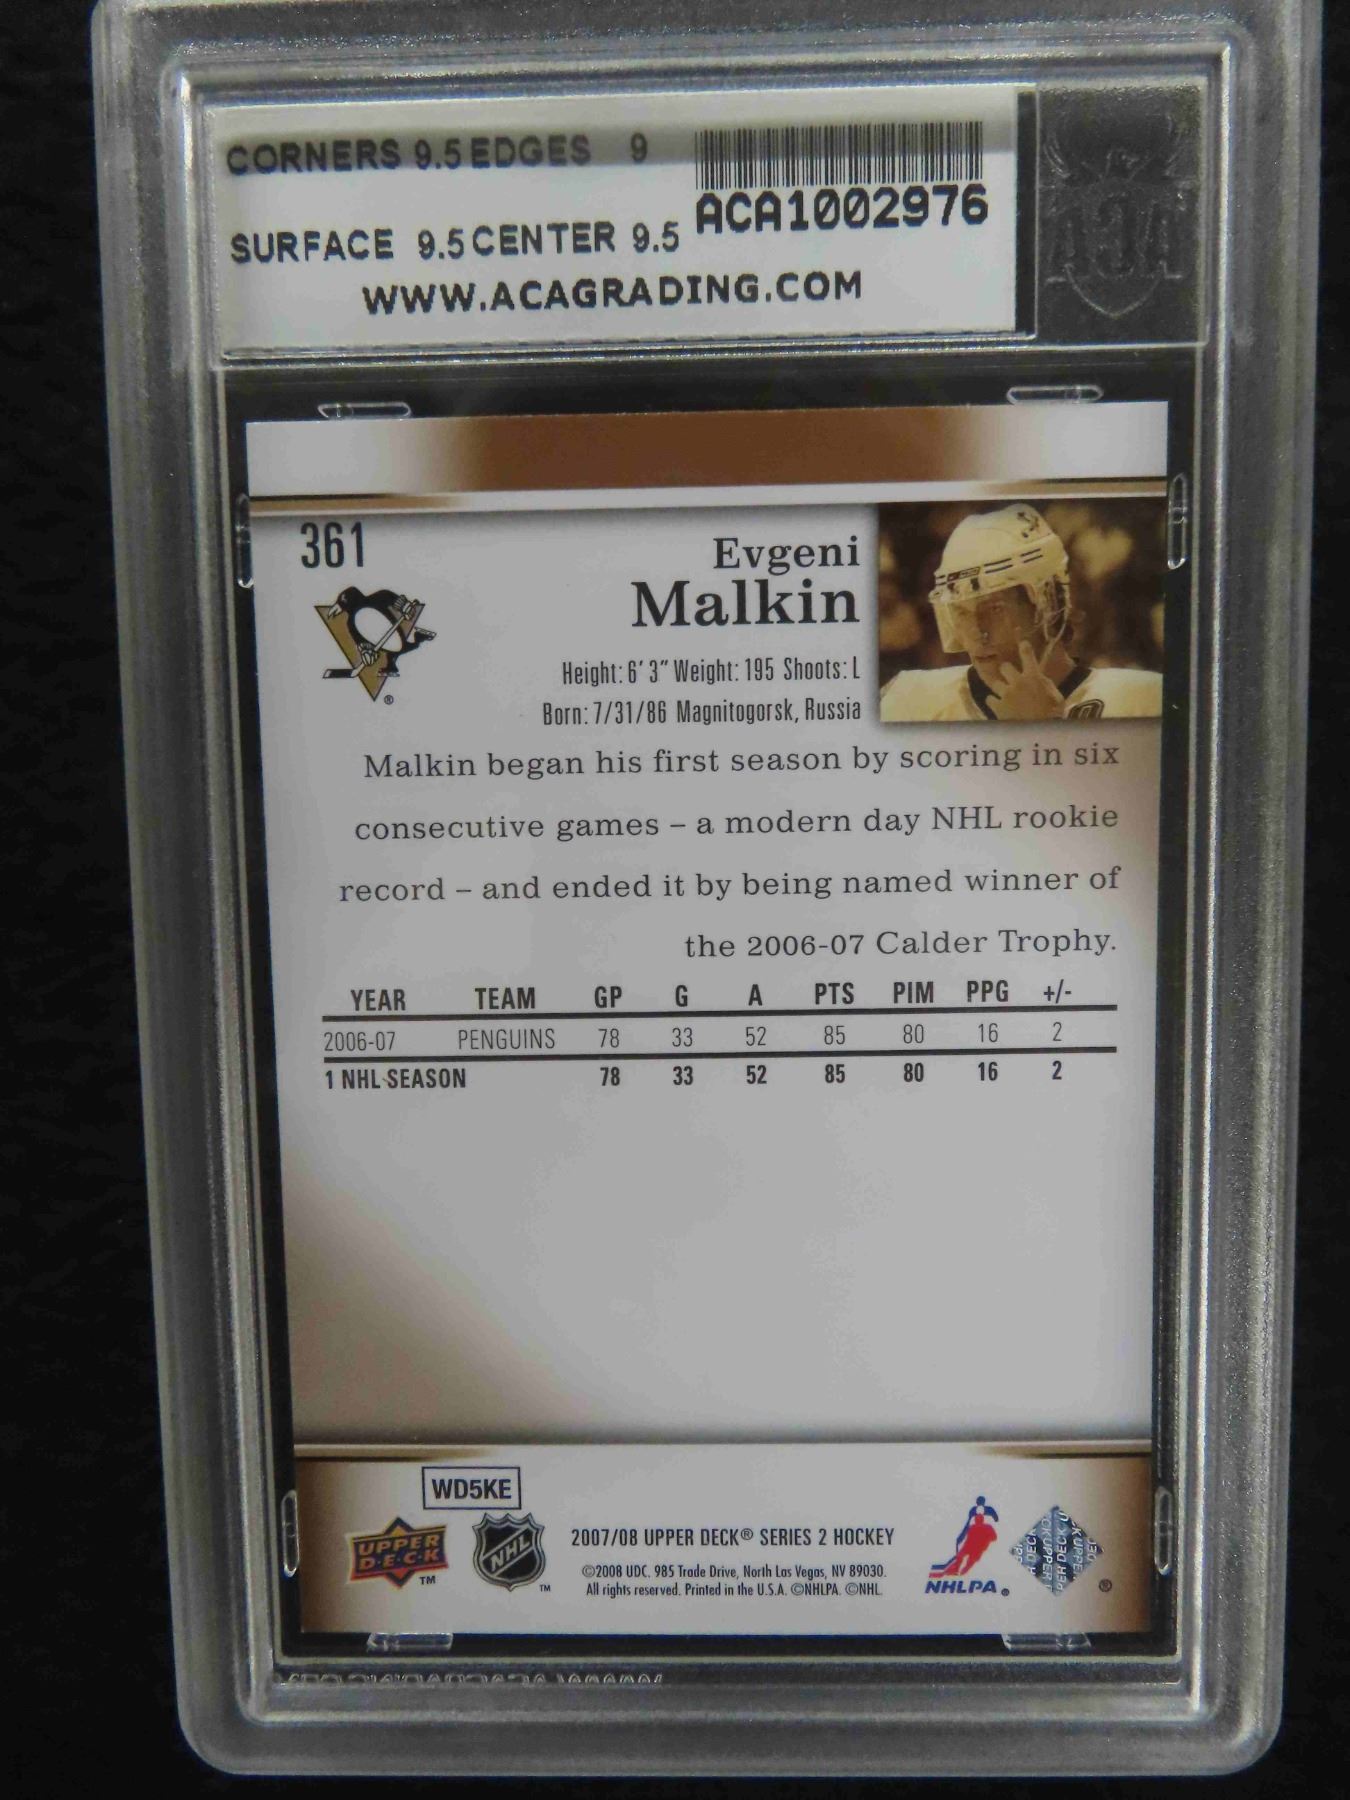 CORNERS 9.5 EDGES 9
SURFACE 9.5 CENTER 9.5
ACA1002976
WWW.ACAGRADING.COM
ACA
361
Evgeni
Malkin
Height: 6' 3" Weight: 195 Shoots: L
Born: 7/31/86 Magnitogorsk, Russia
Malkin began his first season by scoring in six
consecutive games – a modern day NHL rookie
record – and ended it by being named winner of
the 2006-07 Calder Trophy.
YEAR TEAM GP G A PTS PIM PPG +/-
2006-07 PENGUINS 78 33 52 85 80 16 2
1 NHL SEASON 78 33 52 85 80 16 2
WD5KE
UPPER
DECK
™
NHL
™
2007/08 UPPER DECK® SERIES 2 HOCKEY
©2008 UDC. 985 Trade Drive, North Las Vegas, NV 89030.
All rights reserved. Printed in the U.S.A. ©NHLPA. ©NHL.
NHLPA®
UPPER DECK
®